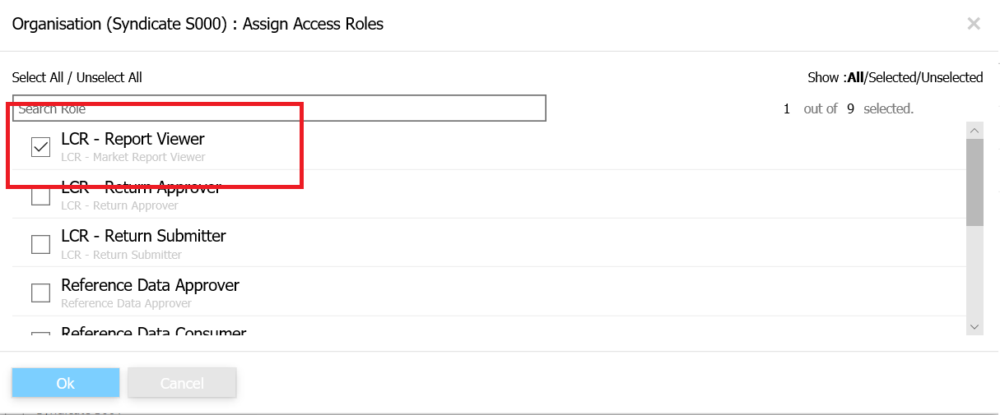 Organisation (Syndicate S000) : Assign Access Roles
Select All / Unselect All
Show :All/Selected/Unselected
Search Role
1 out of 9 selected.
LCR - Report Viewer
LCR - Market Report Viewer
LCR - Return Approver
LCR - Return Approver
LCR - Return Submitter
LCR - Return Submitter
Reference Data Approver
Reference Data Approver
Reference Data Consumer
Ok
Cancel